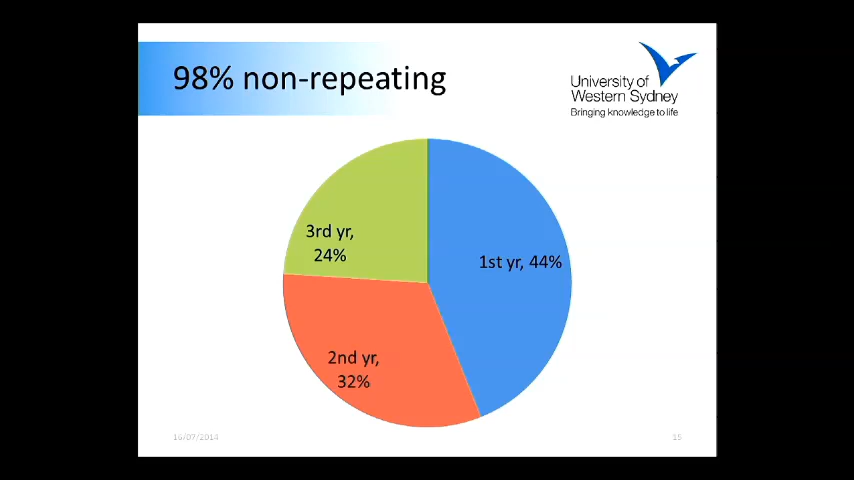 98% non-repeating
University of
Western Sydney
Bringing knowledge to life
3rd yr,
24%
1st yr, 44%
2nd yr,
32%
16/07/2014
15